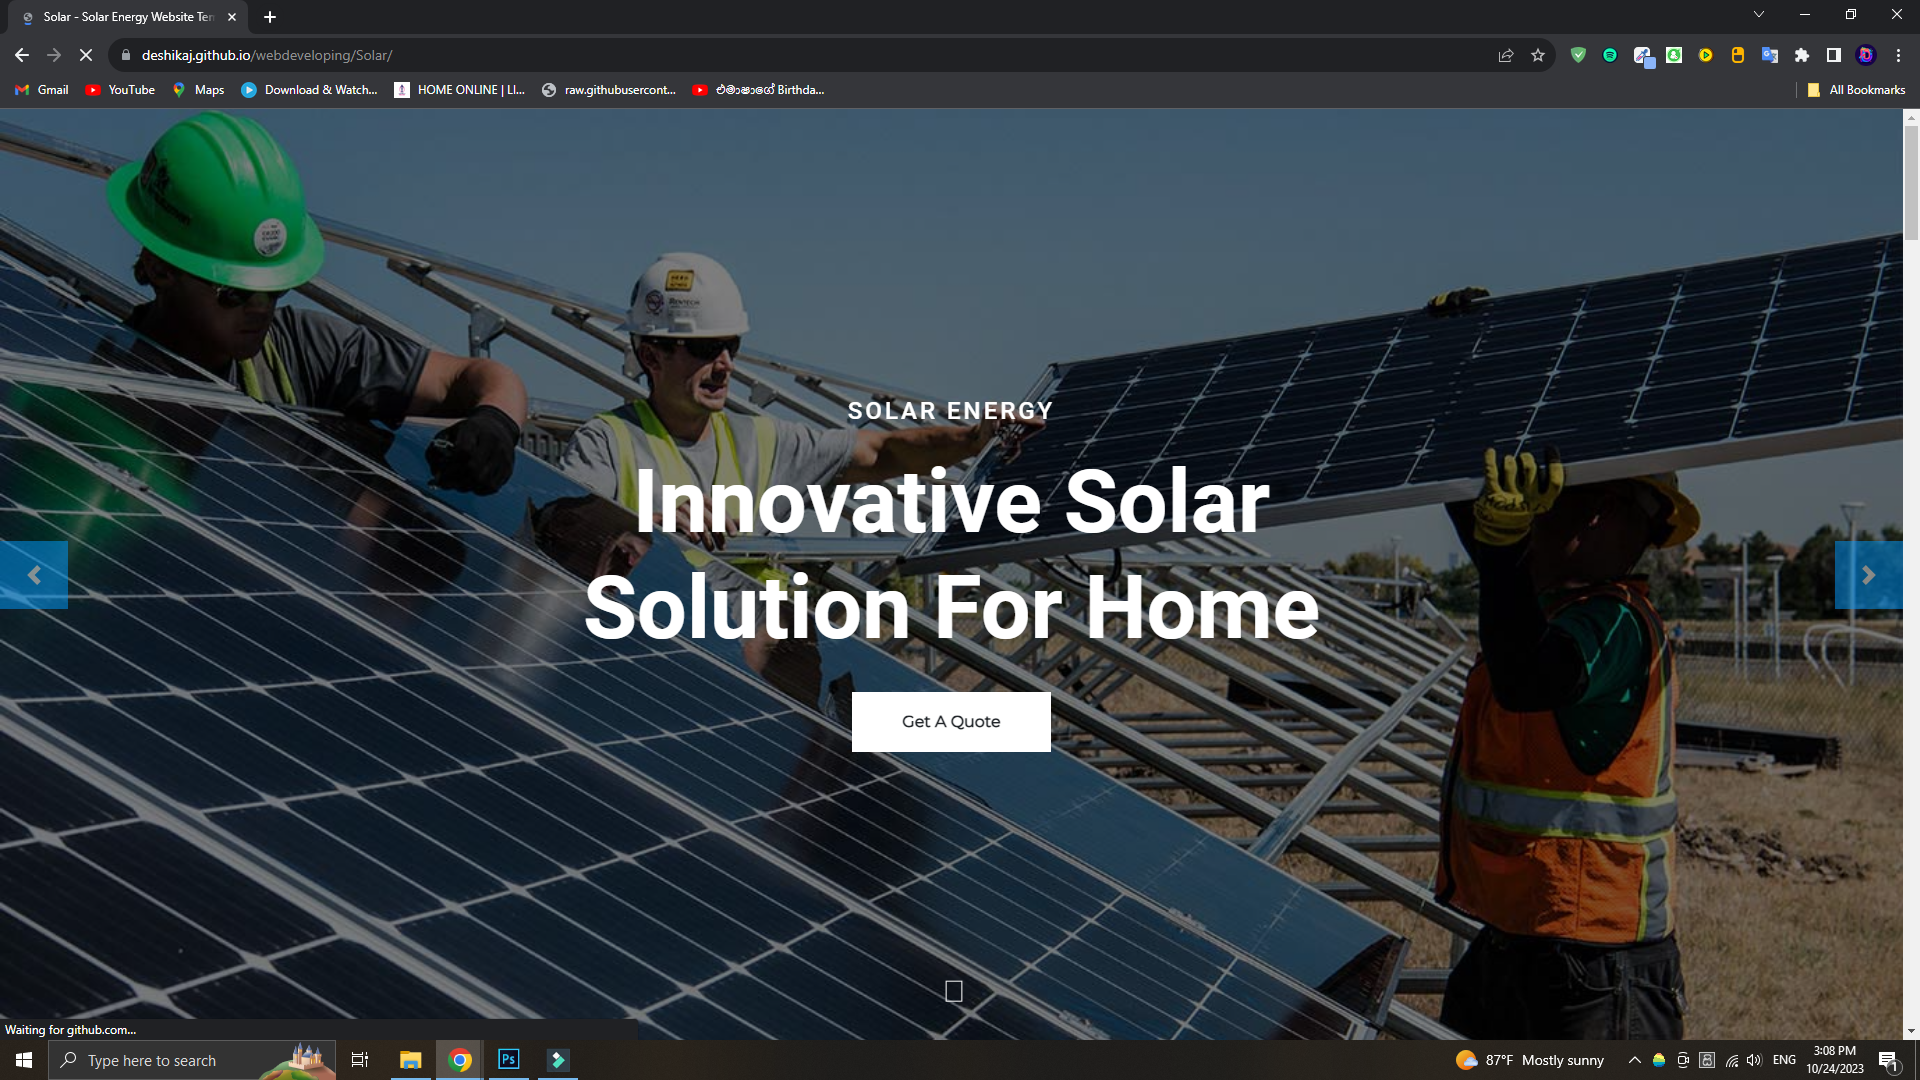 Solar - Solar Energy Website Ten
deshikaj.github.io/webdeveloping/Solar/
Gmail
YouTube
Maps
Download & Watch...
HOME ONLINE | LI...
raw.githubusercont...
එමාෂාගේ Birthda...
All Bookmarks
SOLAR ENERGY
Innovative Solar
Solution For Home
Get A Quote
Waiting for github.com...
Type here to search
Ps
87°F Mostly sunny
ENG
3:08 PM
10/24/2023
1